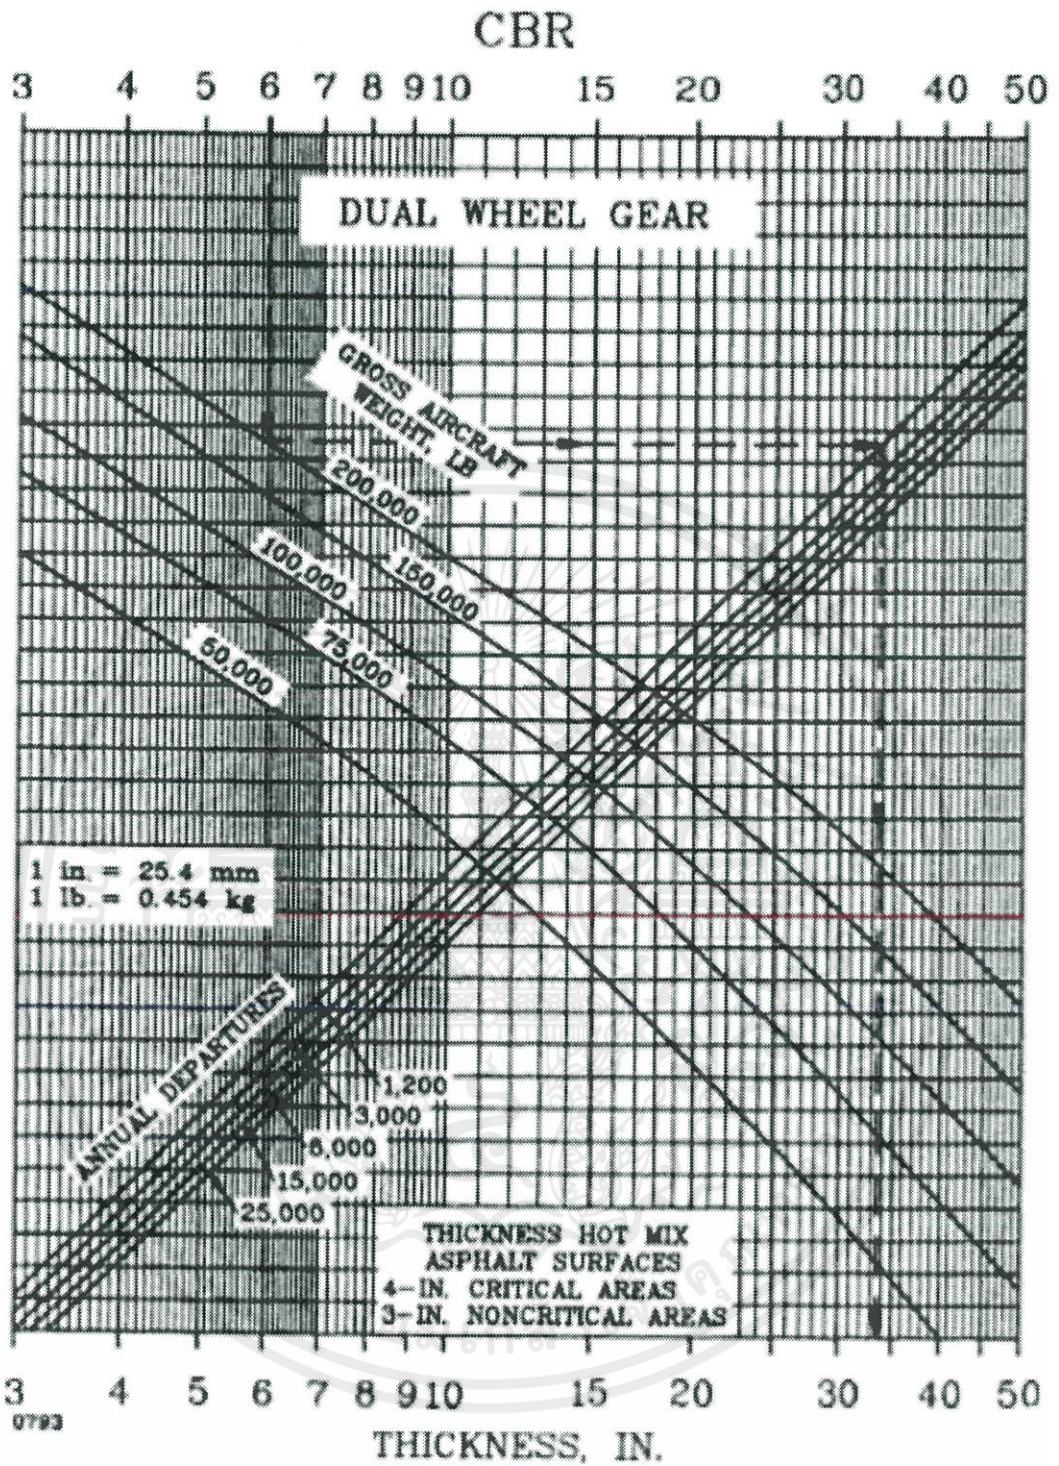 CBR
3 4 5 6 7 8 9 10 15 20 30 40 50
DUAL WHEEL GEAR
GROSS AIRCRAFT
WEIGHT, LB
200,000
150,000
100,000
75,000
50,000
1 in. = 25.4 mm
1 lb. = 0.454 kg
ANNUAL DEPARTURES
1,200
3,000
6,000
15,000
25,000
THICKNESS HOT MIX
ASPHALT SURFACES
4-IN. CRITICAL AREAS
3-IN. NONCRITICAL AREAS
3 4 5 6 7 8 9 10 15 20 30 40 50
0793
THICKNESS, IN.